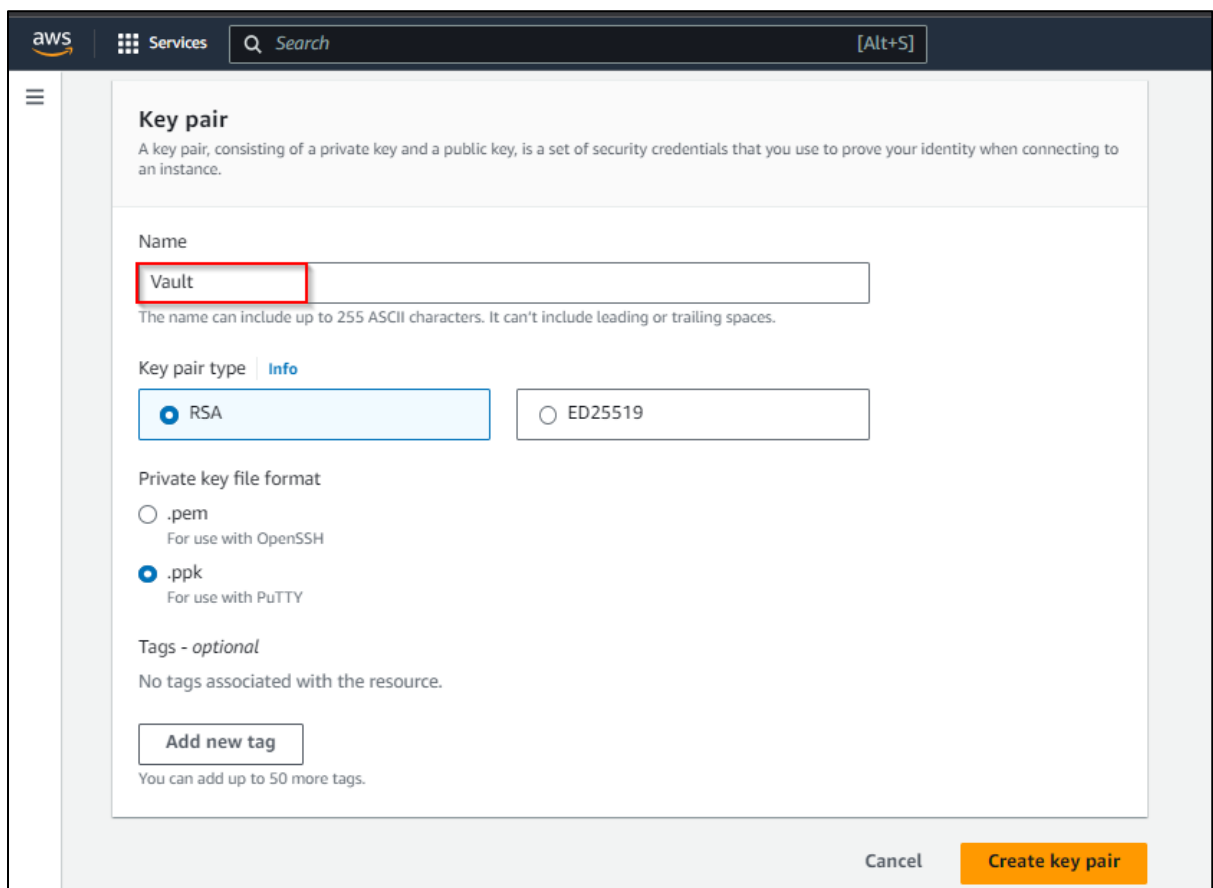 aws
Services
Search
[Alt+S]
Key pair
A key pair, consisting of a private key and a public key, is a set of security credentials that you use to prove your identity when connecting to
an instance.
Name
Vault
The name can include up to 255 ASCII characters. It can't include leading or trailing spaces.
Key pair type Info
RSA
ED25519
Private key file format
.pem
For use with OpenSSH
.ppk
For use with PuTTY
Tags - optional
No tags associated with the resource.
Add new tag
You can add up to 50 more tags.
Cancel
Create key pair